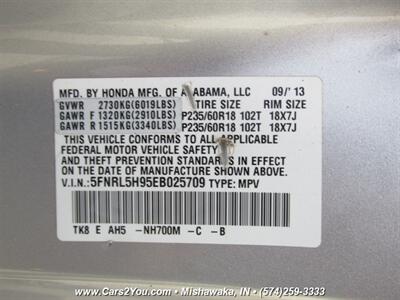 MFD. BY HONDA MFG. OF ALABAMA, LLC 09/'13
GVWR 2730KG(6019LBS) TIRE SIZE RIM SIZE
GAWR F 1320KG(2910LBS) P235/60R18 102T 18X7J
GAWR R 1515KG(3340LBS) P235/60R18 102T 18X7J
THIS VEHICLE CONFORMS TO ALL APPLICABLE
FEDERAL MOTOR VEHICLE SAFETY
AND THEFT PREVENTION STANDARDS IN EFFECT
ON THE DATE OF MANUFACTURE SHOWN ABOVE.
V.I.N.: 5FNRL5H95EB025709 TYPE: MPV
TK8 E AH5 -NH700M -C -B
www.Cars2You.com • Mishawaka, IN • (574)259-3333